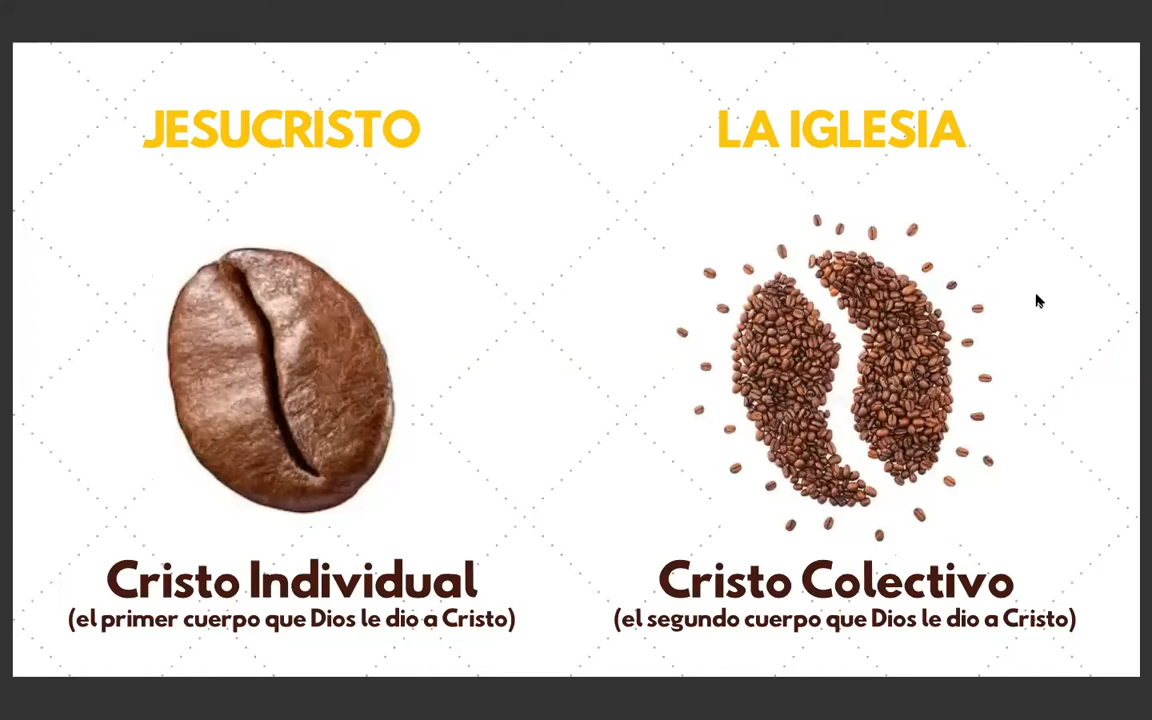 JESUCRISTO
LA IGLESIA
Cristo Individual
(el primer cuerpo que Dios le dio a Cristo)
Cristo Colectivo
(el segundo cuerpo que Dios le dio a Cristo)